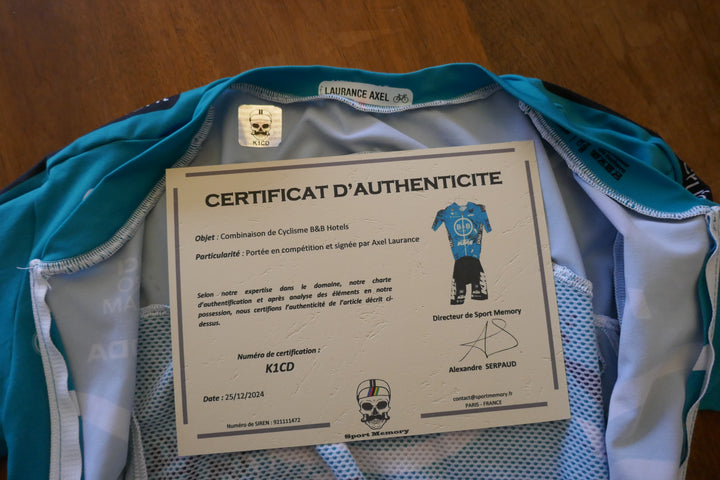 LAURANCE AXEL
K1CD
CERTIFICAT D'AUTHENTICITE
Objet : Combinaison de Cyclisme B&B Hotels
Particularité : Portée en compétition et signée par Axel Laurance
B&B
Selon notre expertise dans le domaine, notre charte
d'authentification et après analyse des éléments en notre
possession, nous certifions l'authenticité de l'article décrit ci-
dessus.
Directeur de Sport Memory
Numéro de certification :
K1CD
Alexandre SERPAUD
Date : 25/12/2024
contact@sportmemory.fr
PARIS - FRANCE
Numéro de SIREN : 921111472
Sport Memory